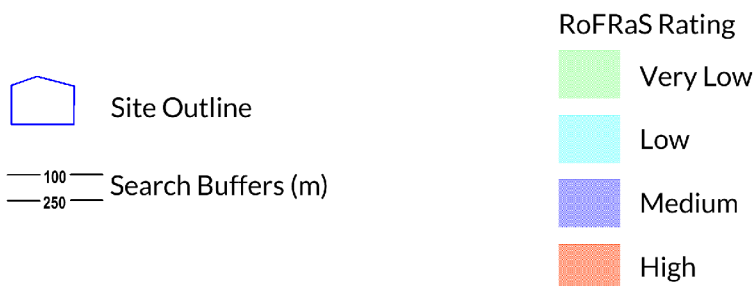 Site Outline
100
250
Search Buffers (m)
RoFRaS Rating
Very Low
Low
Medium
High